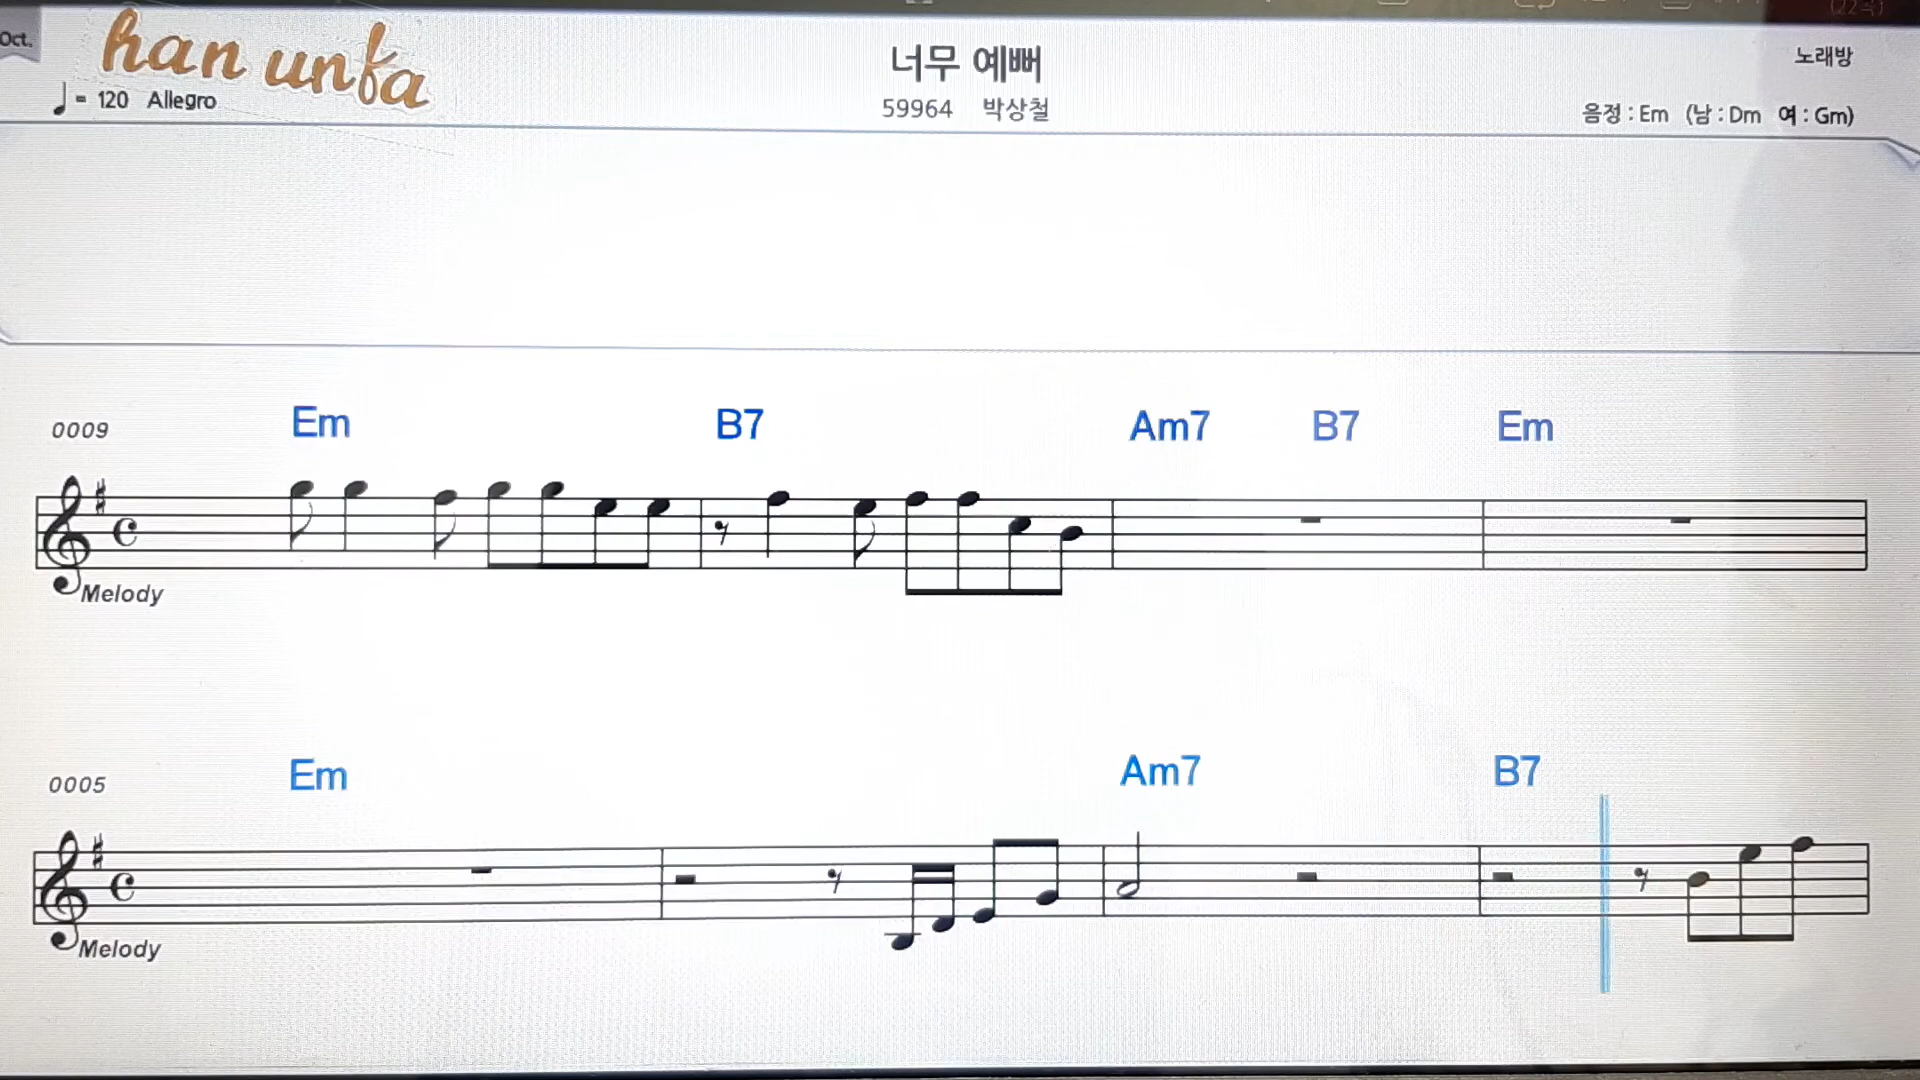 Oct.
han unfa
= 120 Allegro
너무 예뻐
59964 박상철
노래방
음정 : Em (남 : Dm 여 : Gm)
0009 Em B7 Am7 B7 Em
Melody
0005 Em Am7 B7
Melody